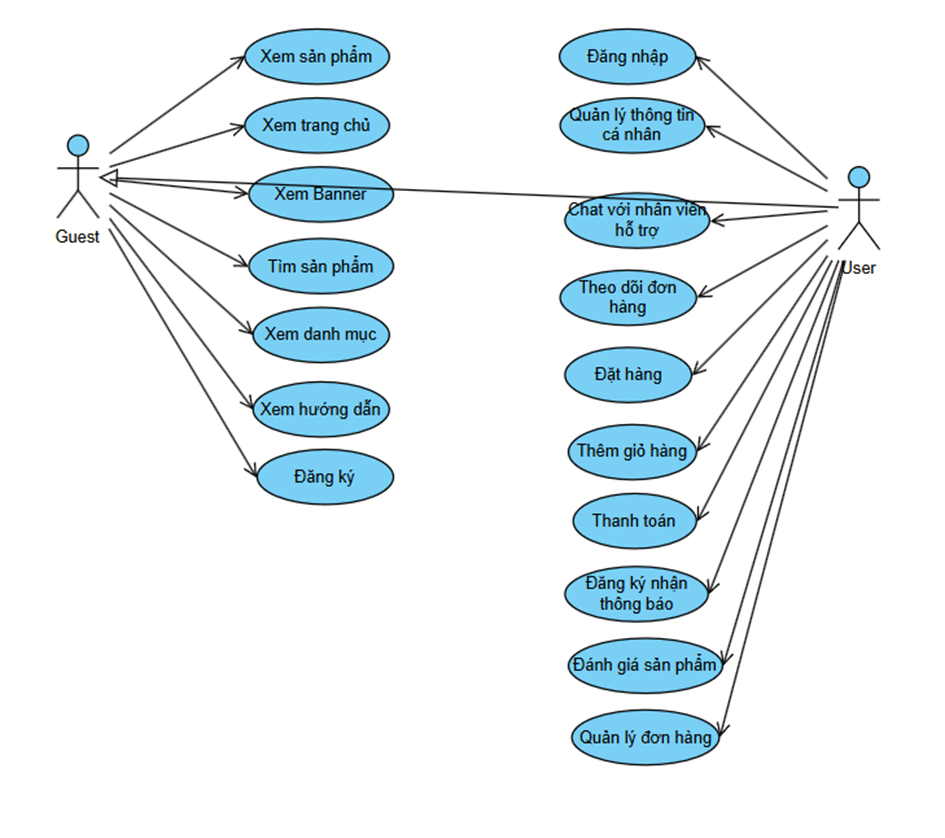 Xem sản phẩm
Xem trang chủ
Xem Banner
Tìm sản phẩm
Xem danh mục
Xem hướng dẫn
Đăng ký
Guest
Đăng nhập
Quản lý thông tin
cá nhân
Chat với nhân viên
hỗ trợ
Theo dõi đơn
hàng
Đặt hàng
Thêm giỏ hàng
Thanh toán
Đăng ký nhận
thông báo
Đánh giá sản phẩm
Quản lý đơn hàng
User